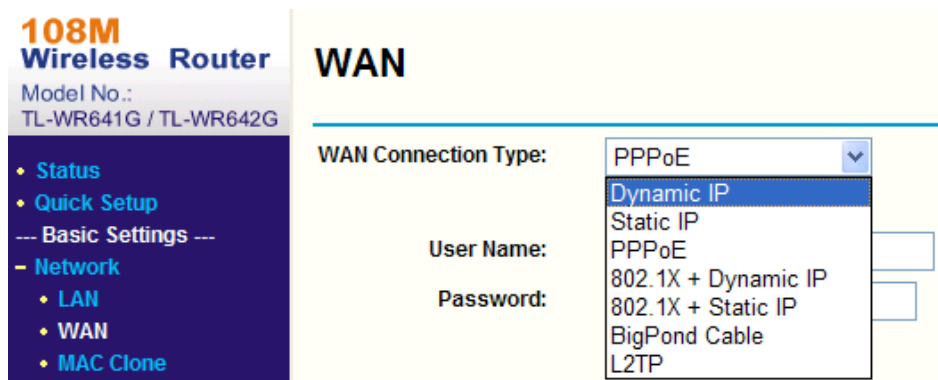 108M
Wireless Router
Model No.:
TL-WR641G / TL-WR642G
• Status
• Quick Setup
--- Basic Settings ---
– Network
• LAN
• WAN
• MAC Clone
WAN
WAN Connection Type:
PPPoE
Dynamic IP
Static IP
PPPoE
802.1X + Dynamic IP
802.1X + Static IP
BigPond Cable
L2TP
User Name:
Password: